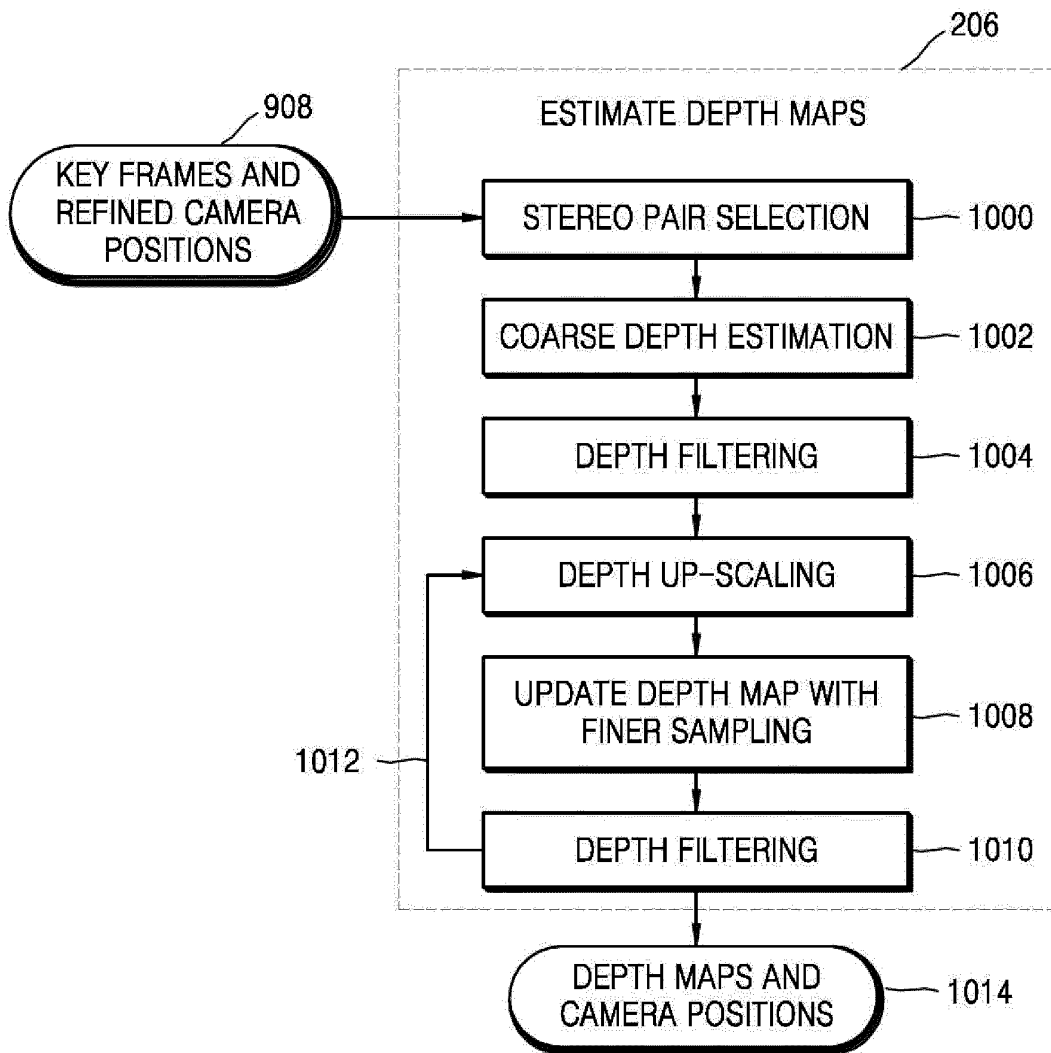 206
908
ESTIMATE DEPTH MAPS
KEY FRAMES AND
REFINED CAMERA
POSITIONS
STEREO PAIR SELECTION
1000
COARSE DEPTH ESTIMATION
1002
DEPTH FILTERING
1004
DEPTH UP-SCALING
1006
UPDATE DEPTH MAP WITH
FINER SAMPLING
1008
1012
DEPTH FILTERING
1010
DEPTH MAPS AND
CAMERA POSITIONS
1014